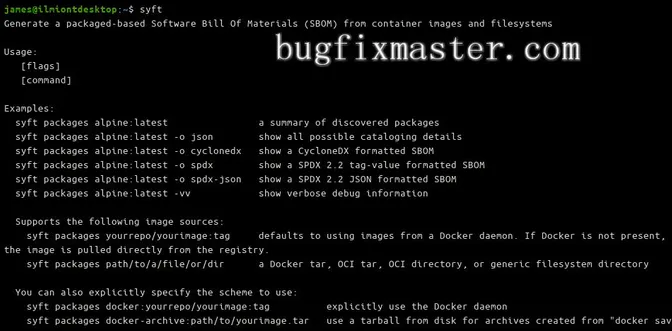 james@ilmiontdesktop:~$ syft
Generate a packaged-based Software Bill Of Materials (SBOM) from container images and filesystems
bugfixmaster.com
Usage:
[flags]
[command]
Examples:
syft packages alpine:latest a summary of discovered packages
syft packages alpine:latest -o json show all possible cataloging details
syft packages alpine:latest -o cyclonedx show a CycloneDX formatted SBOM
syft packages alpine:latest -o spdx show a SPDX 2.2 tag-value formatted SBOM
syft packages alpine:latest -o spdx-json show a SPDX 2.2 JSON formatted SBOM
syft packages alpine:latest -vv show verbose debug information
Supports the following image sources:
syft packages yourrepo/yourimage:tag defaults to using images from a Docker daemon. If Docker is not present,
the image is pulled directly from the registry.
syft packages path/to/a/file/or/dir a Docker tar, OCI tar, OCI directory, or generic filesystem directory
You can also explicitly specify the scheme to use:
syft packages docker:yourrepo/yourimage:tag explicitly use the Docker daemon
syft packages docker-archive:path/to/yourimage.tar use a tarball from disk for archives created from "docker sav